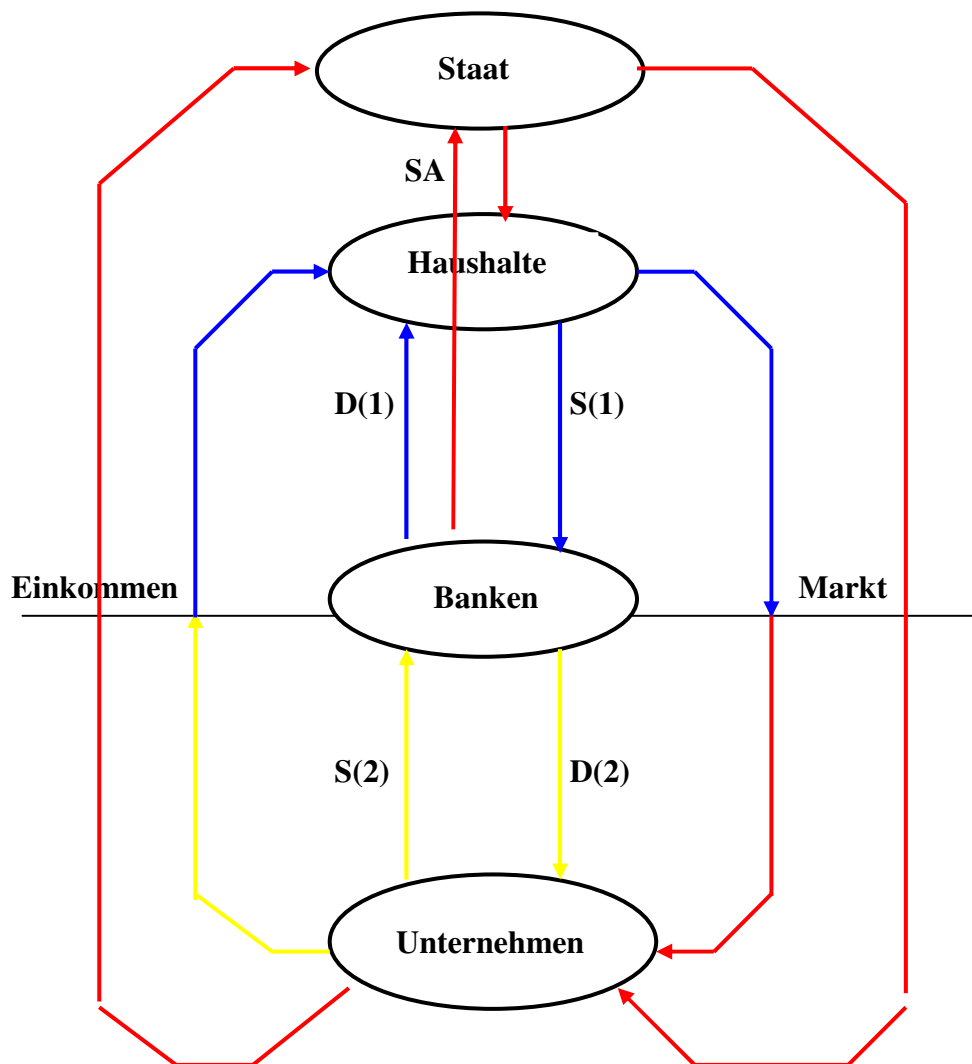 Staat
SA
Haushalte
D(1)
S(1)
Einkommen
Banken
Markt
S(2)
D(2)
Unternehmen